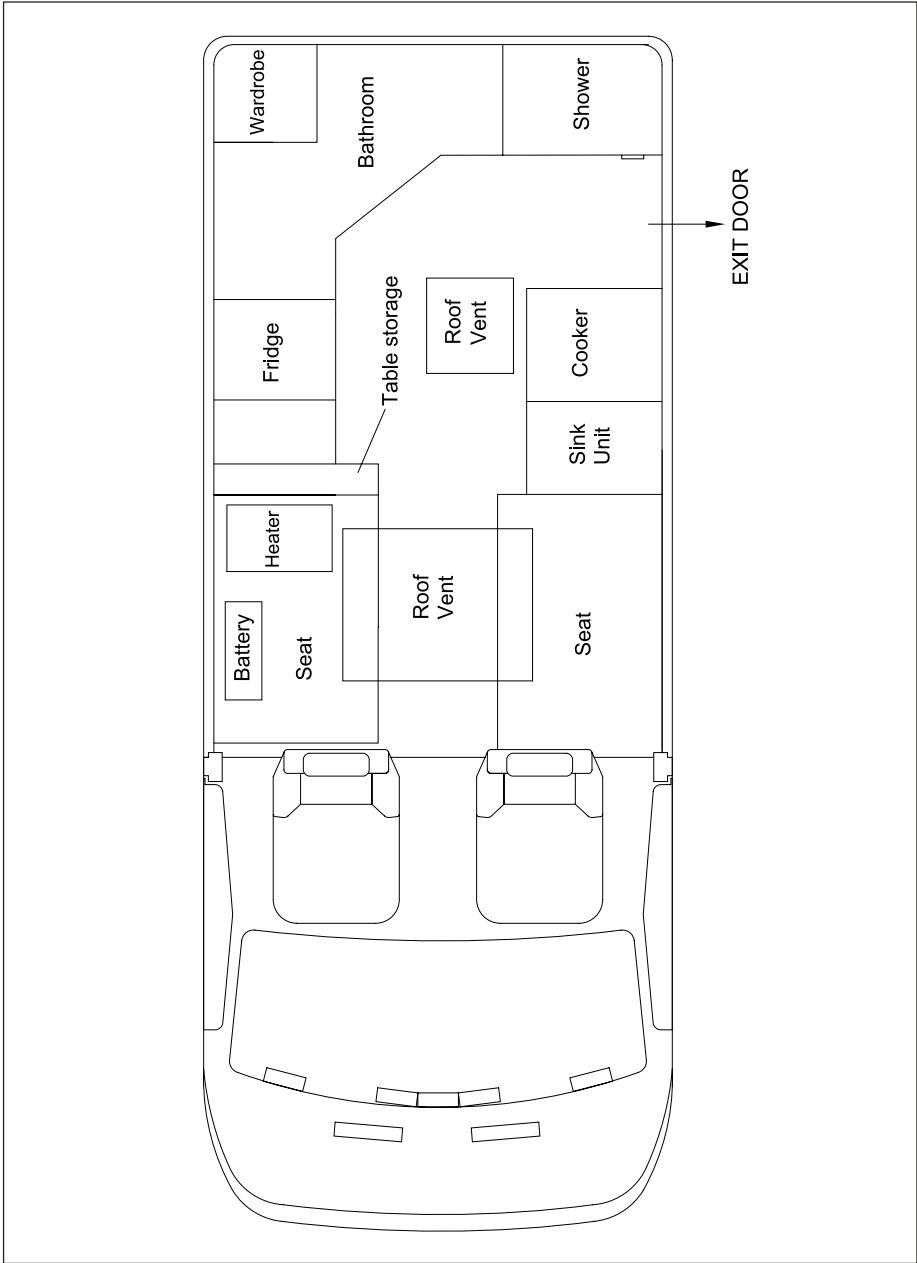 Wardrobe
Bathroom
Shower
EXIT DOOR
Fridge
Table storage
Roof
Vent
Cooker
Sink
Unit
Heater
Battery
Seat
Roof
Vent
Seat